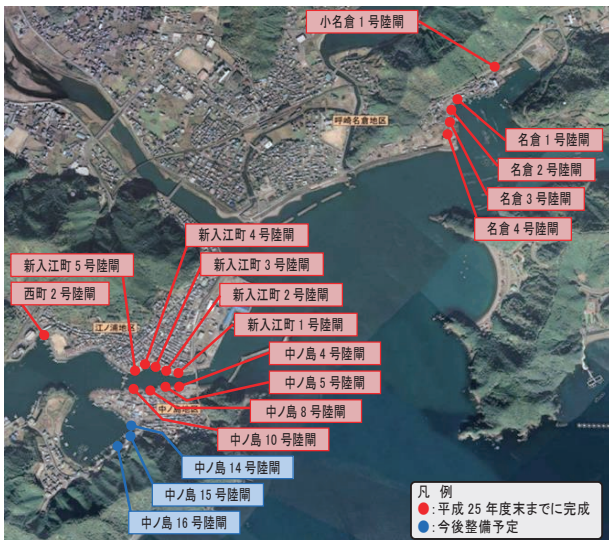 小名倉 1 号陸閘
呼崎名倉地区
名倉 1 号陸閘
名倉 2 号陸閘
名倉 3 号陸閘
名倉 4 号陸閘
新入江町 4 号陸閘
新入江町 5 号陸閘
新入江町 3 号陸閘
西町 2 号陸閘
新入江町 2 号陸閘
江ノ浦地区
新入江町 1 号陸閘
中ノ島 4 号陸閘
中ノ島 5 号陸閘
中ノ島地区
中ノ島 8 号陸閘
中ノ島 10 号陸閘
中ノ島 14 号陸閘
中ノ島 15 号陸閘
中ノ島 16 号陸閘
凡 例
●:平成 25 年度末までに完成
●:今後整備予定